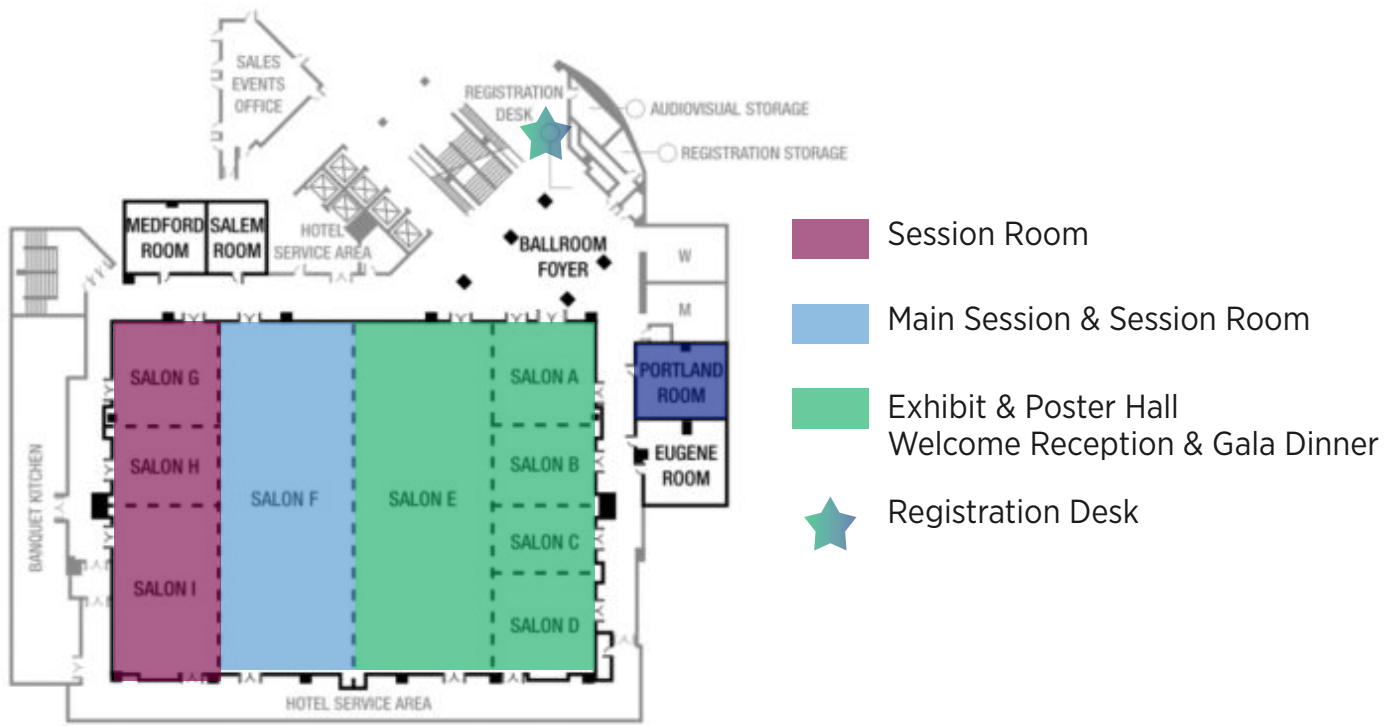 SALES
EVENTS
OFFICE
REGISTRATION
DESK
AUDIOVISUAL STORAGE
REGISTRATION STORAGE
MEDFORD
ROOM
SALEM
ROOM
HOTEL
SERVICE AREA
BALLROOM
FOYER
W
M
PORTLAND
ROOM
EUGENE
ROOM
BANQUET KITCHEN
SALON G
SALON H
SALON I
SALON F
SALON E
SALON A
SALON B
SALON C
SALON D
HOTEL SERVICE AREA
Session Room
Main Session & Session Room
Exhibit & Poster Hall
Welcome Reception & Gala Dinner
Registration Desk